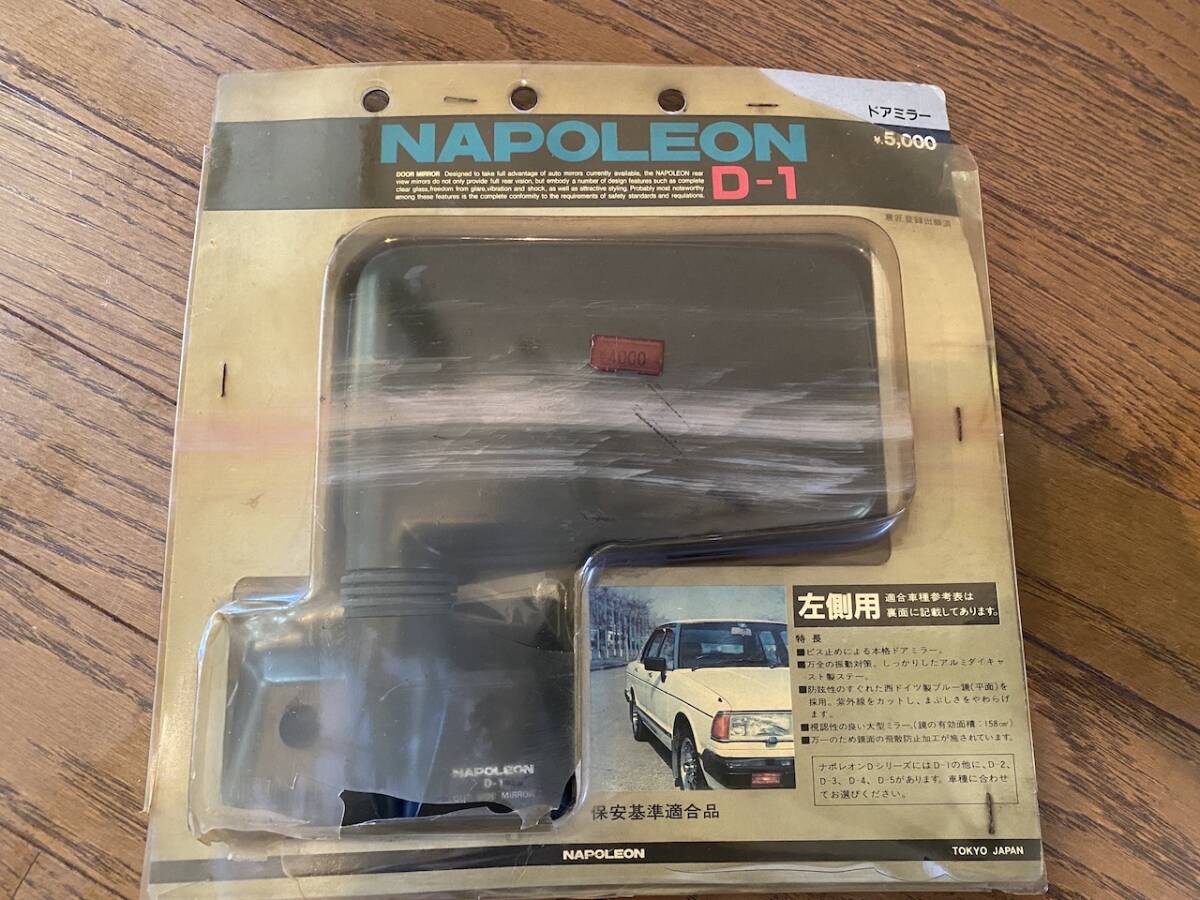 ドアミラー
¥5,000
NAPOLEON
D-1
DOOR MIRROR Designed to take full advantage of auto mirrors currently available, the NAPOLEON rear
view mirrors do not only provide full rear vision, but embody a number of design features such as complete
clear glass,freedom from glare,vibration and shock, as well as attractive styling. Probably most noteworthy
among these features is the complete conformity to the requirements of safety standards and requlations.
意匠登録出願済
¥4000
左側用
適合車種参考表は
裏面に記載してあります。
特長
■ビス止めによる本格ドアミラー。
■万全の振動対策。しっかりしたアルミダイキャ
スト製ステー。
■防眩性のすぐれた西ドイツ製ブルー鏡(平面)を
採用。紫外線をカットし、まぶしさをやわらげ
ます。
■視認性の良い大型ミラー。(鏡の有効面積:158㎠)
■万一のため鏡面の飛散防止加工が施されています。
ナポレオンDシリーズにはD-1の他に、D-2、
D-3、D-4、D-5があります。車種に合わせ
てお選びください。
NAPOLEON
D-1
MIRROR
保安基準適合品
NAPOLEON
TOKYO JAPAN